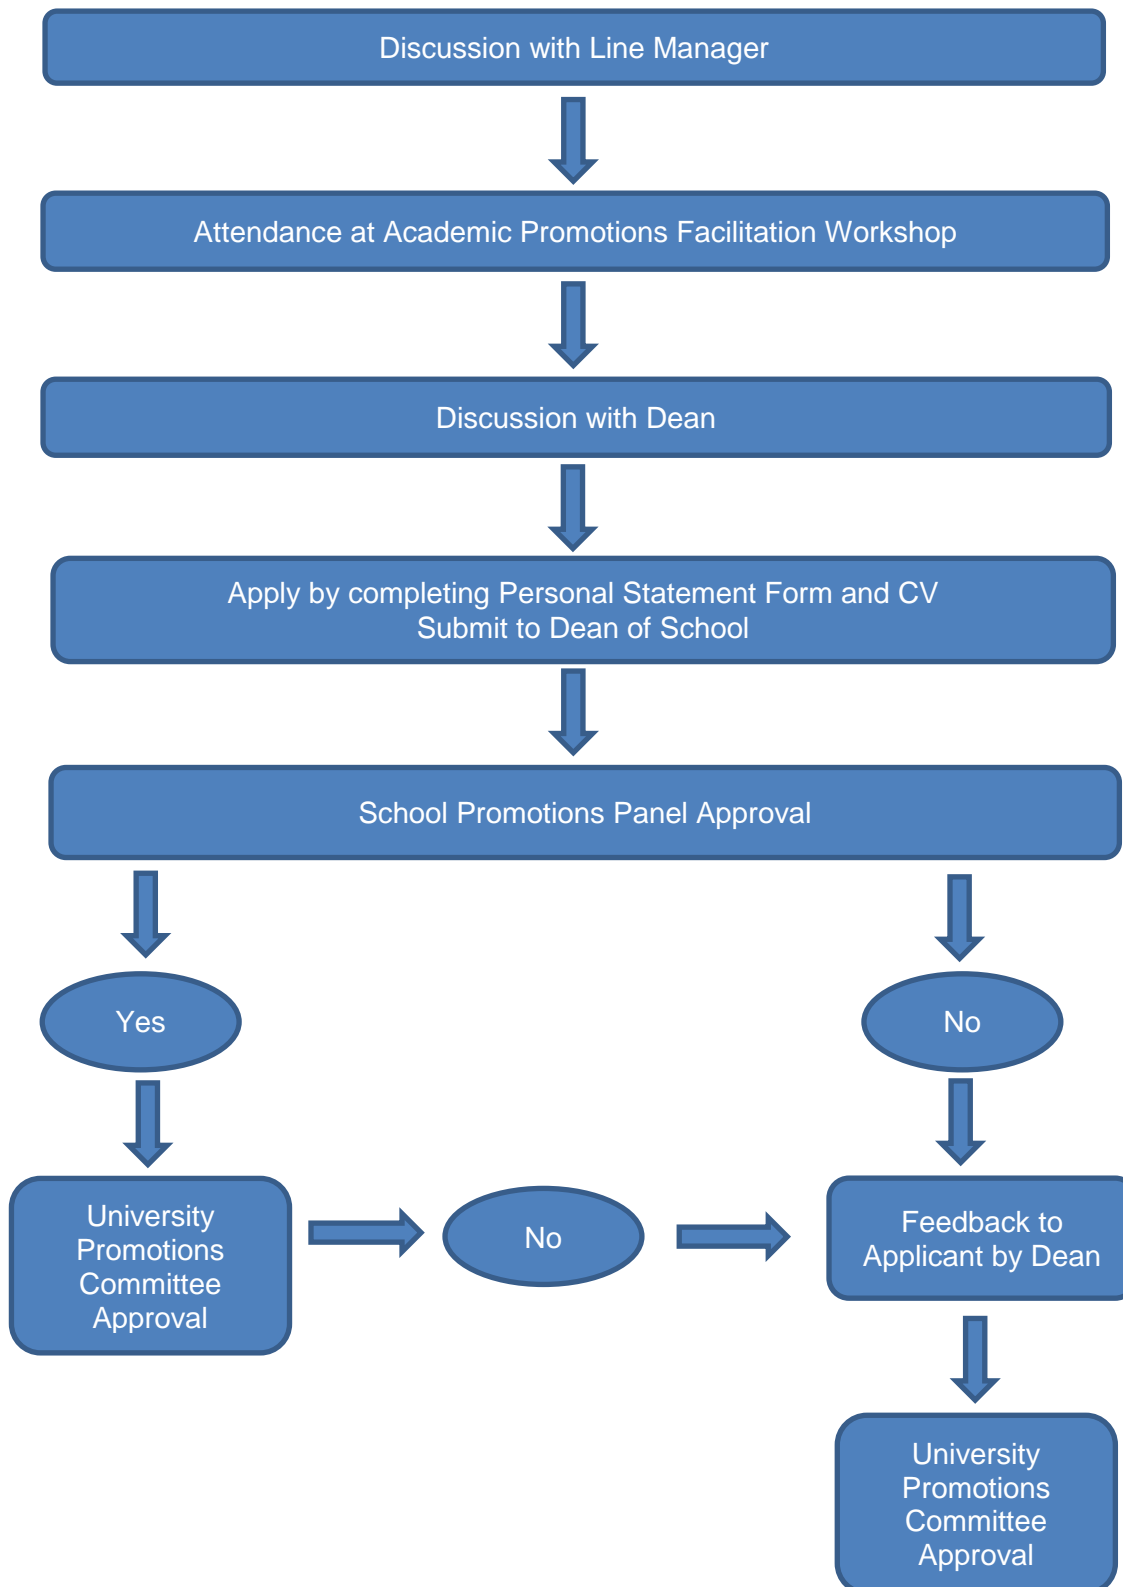 Discussion with Line Manager
Attendance at Academic Promotions Facilitation Workshop
Discussion with Dean
Apply by completing Personal Statement Form and CV
Submit to Dean of School
School Promotions Panel Approval
Yes
No
University
Promotions
Committee
Approval
No
Feedback to
Applicant by Dean
University
Promotions
Committee
Approval